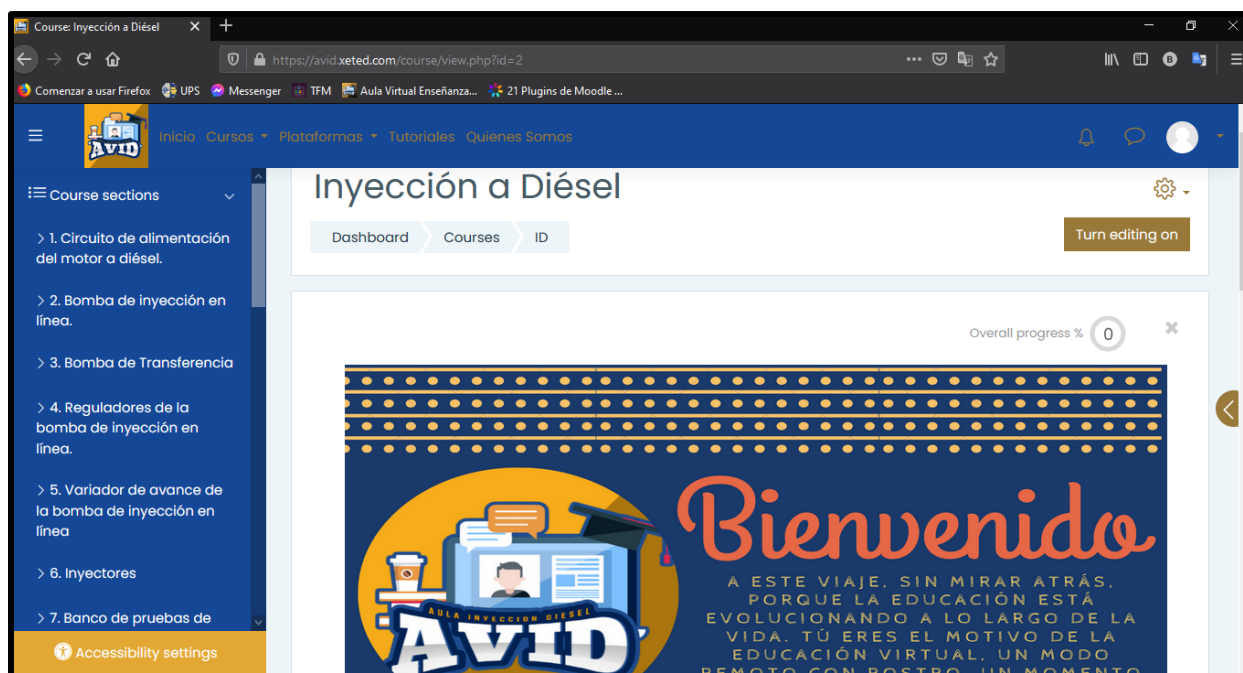 Course: Inyección a Diésel
https://avid.xeted.com/course/view.php?id=2
Comenzar a usar Firefox UPS Messenger TFM Aula Virtual Enseñanza... 21 Plugins de Moodle ...
AVID Inicio Cursos Plataformas Tutoriales Quienes Somos
Course sections
> 1. Circuito de alimentación
del motor a diésel.
> 2. Bomba de inyección en
línea.
> 3. Bomba de Transferencia
> 4. Reguladores de la
bomba de inyección en
línea.
> 5. Variador de avance de
la bomba de inyección en
línea
> 6. Inyectores
> 7. Banco de pruebas de
Accessibility settings
Inyección a Diésel
Dashboard Courses ID
Turn editing on
Overall progress % 0
AULA INYECCION DIESEL
AVID
Bienvenido
A ESTE VIAJE, SIN MIRAR ATRÁS,
PORQUE LA EDUCACIÓN ESTÁ
EVOLUCIONANDO A LO LARGO DE LA
VIDA. TÚ ERES EL MOTIVO DE LA
EDUCACIÓN VIRTUAL, UN MODO
REMOTO CON ROSTRO, UN MOMENTO